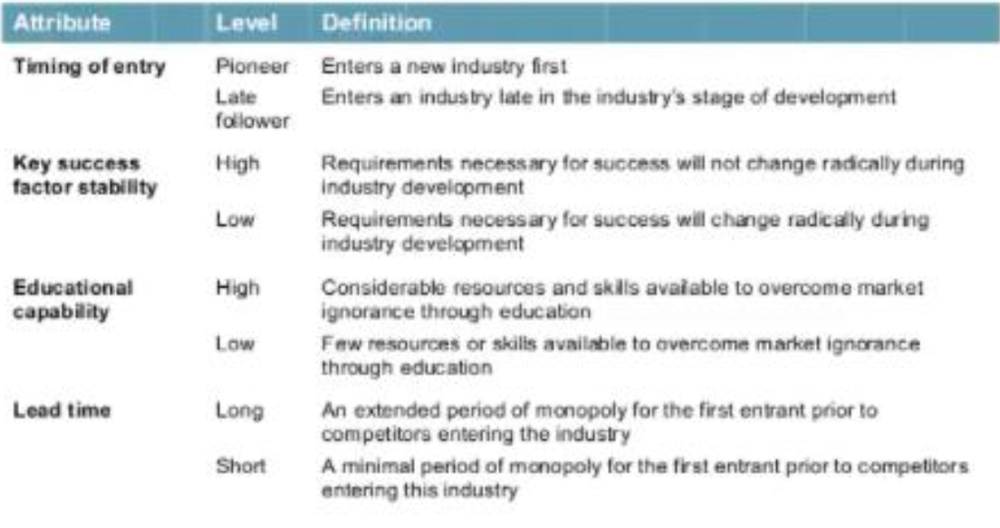 Attribute Level Definition
Timing of entry Pioneer Enters a new industry first
Late Enters an industry late in the industry's stage of development
follower
Key success High Requirements necessary for success will not change radically during
factor stability industry development
Low Requirements necessary for success will change radically during
industry development
Educational High Considerable resources and skills available to overcome market
capability ignorance through education
Low Few resources or skills available to overcome market ignorance
through education
Lead time Long An extended period of monopoly for the first entrant prior to
competitors entering the industry
Short A minimal period of monopoly for the first entrant prior to competitors
entering this industry